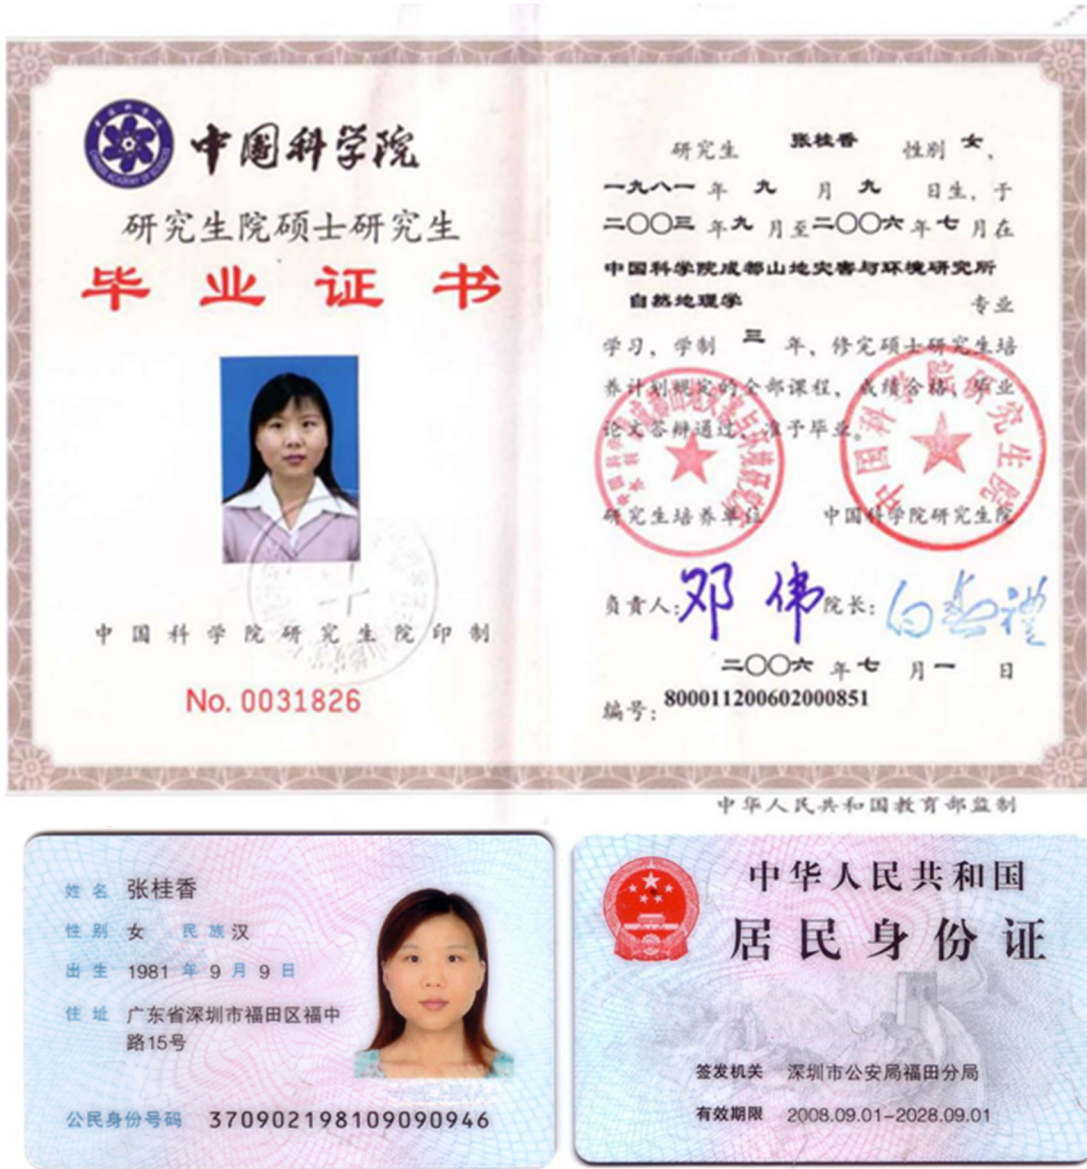 中国科学院
研究生院硕士研究生
毕业证书
中国科学院研究生院印制
No. 0031826
研究生 张桂香 性别 女，
一九八一 年 九 月 九 日生，于
二〇〇三 年九 月至二〇〇六年七月在
中国科学院成都山地灾害与环境研究所
自然地理学 专业
学习，学制 三 年，修完硕士研究生培
养计划规定的全部课程，成绩合格，毕业
论文答辩通过，准予毕业。
研究生培养单位 中国科学院研究生院
中国科学院研究生院
负责人:邓伟 院长:
二〇〇六 年七 月一 日
编号: 800011200602000851
中华人民共和国教育部监制
姓名 张桂香
性别 女 民族 汉
出生 1981 年 9 月 9 日
住址 广东省深圳市福田区福中
路15号
公民身份号码 370902198109090946
中华人民共和国
居民身份证
签发机关 深圳市公安局福田分局
有效期限 2008.09.01-2028.09.01